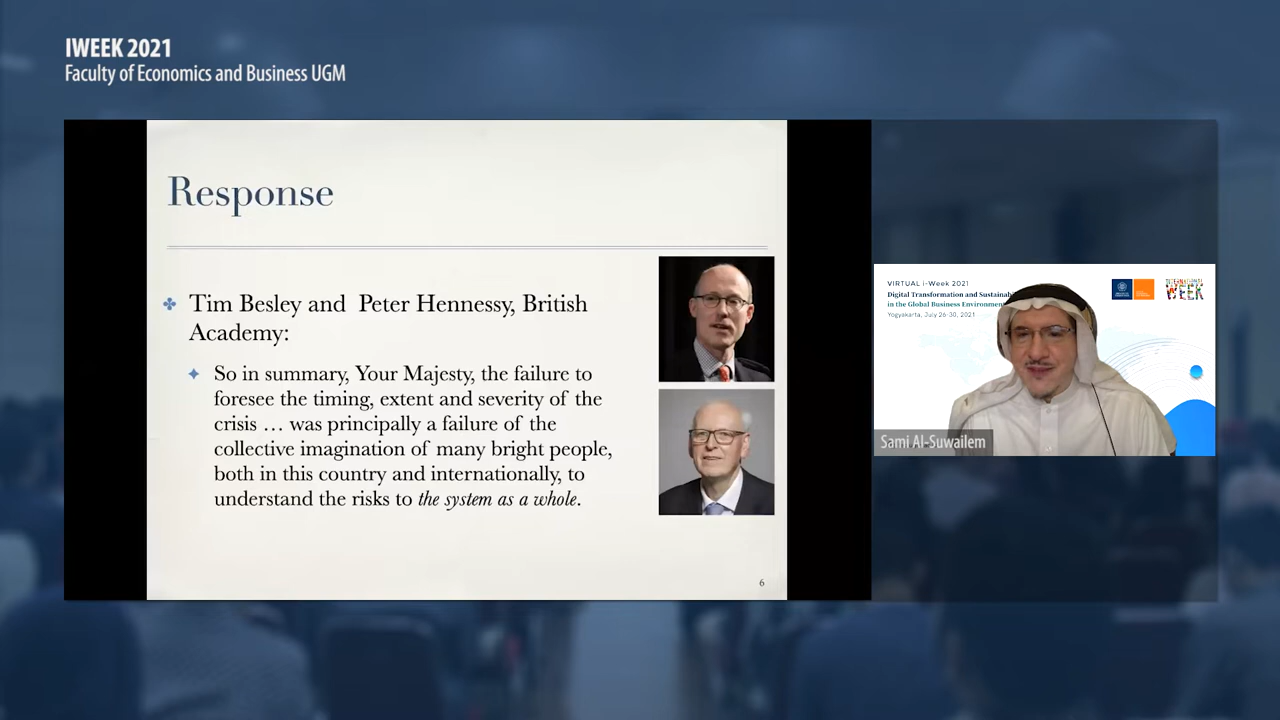 IWEEK 2021
Faculty of Economics and Business UGM
Response
Tim Besley and Peter Hennessy, British
Academy:
So in summary, Your Majesty, the failure to
foresee the timing, extent and severity of the
crisis … was principally a failure of the
collective imagination of many bright people,
both in this country and internationally, to
understand the risks to the system as a whole.
6
VIRTUAL i-Week 2021
Digital Transformation and
in the Global Business
Yogyakarta, July 26-30, 2021
INTERNATIONAL
WEEK
Sami Al-Suwailem